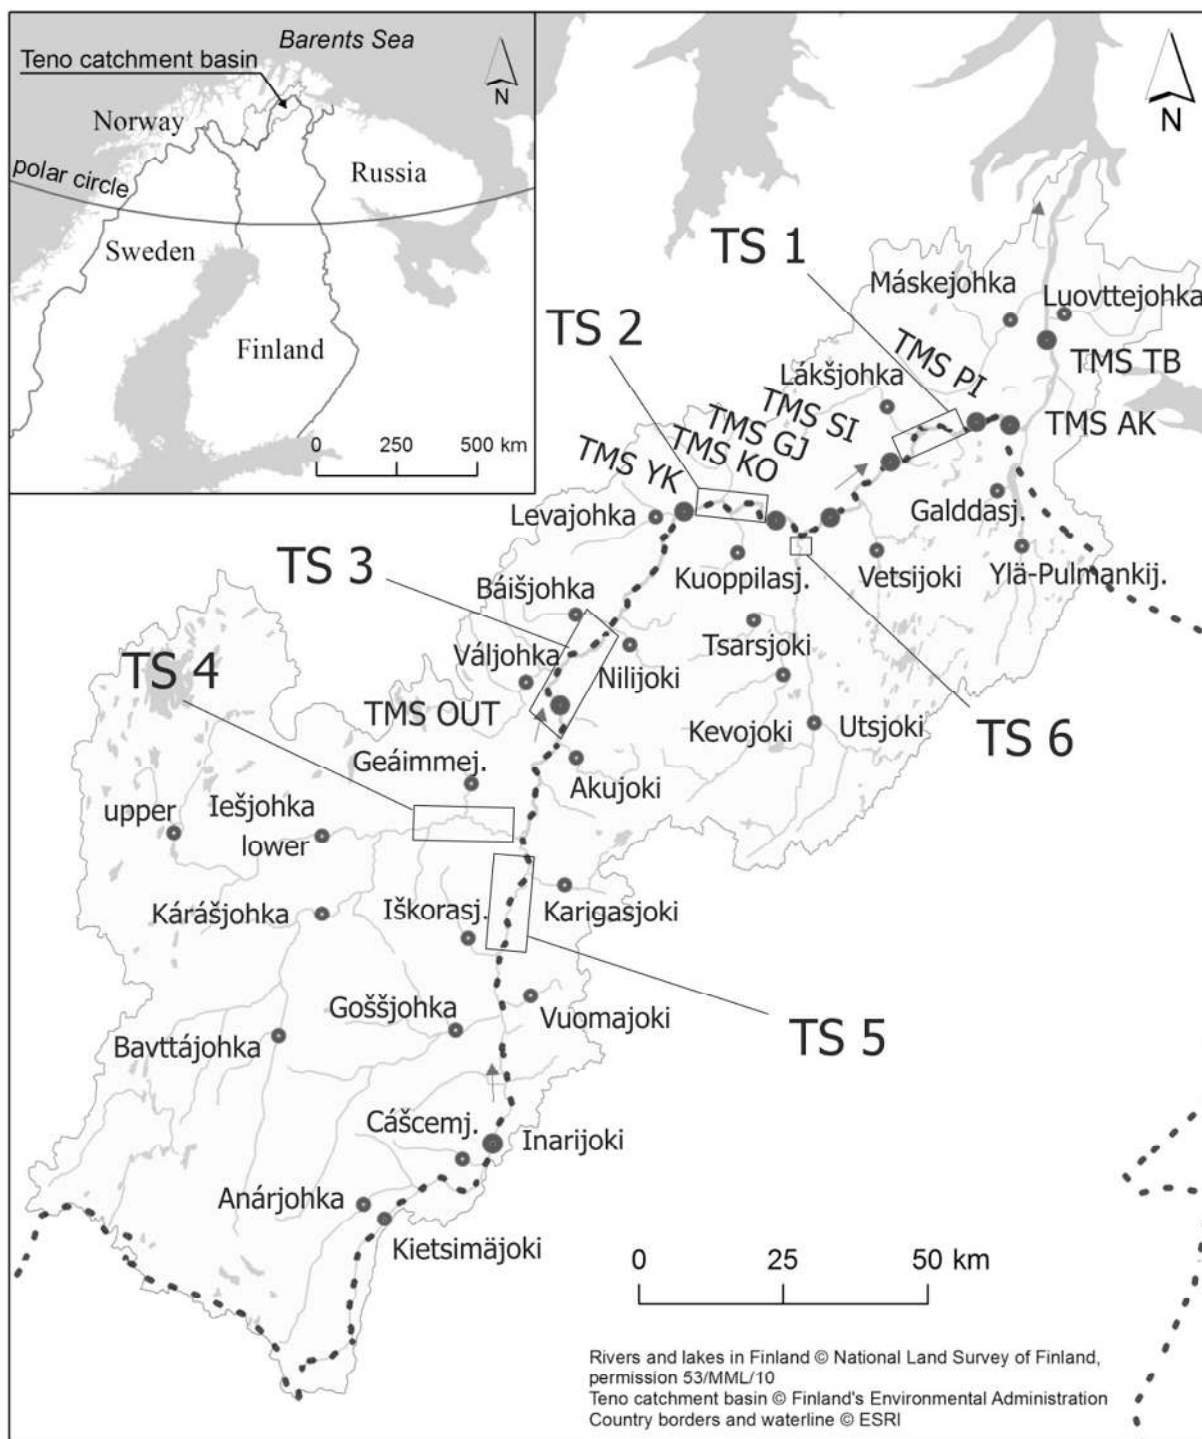 Barents Sea
Teno catchment basin
N
Norway
Russia
polar circle
Sweden
Finland
0 250 500 km
N
TS 1
Máskejohka
Luovttejohka
TS 2
TMS PI
TMS TB
Lákšjohka
TMS SI
TMS GJ
TMS KO
TMS AK
TMS YK
Levajohka
Galddasj.
TS 3
Kuoppilasj.
Vetsijoki
Ylä-Pulmankij.
Báišjohka
Tsarsjoki
Váljohka
Nilijoki
TS 4
TMS OUT
Kevojoki
Utsjoki
TS 6
Geáimmej.
Akujoki
upper
Iešjohka
lower
Kárášjohka
Iškorasj.
Karigasjoki
Goššjohka
Vuomajoki
TS 5
Bavttájohka
Cášcemj.
Inarijoki
Anárjohka
Kietsimäjoki
0 25 50 km
Rivers and lakes in Finland © National Land Survey of Finland,
permission 53/MML/10
Teno catchment basin © Finland's Environmental Administration
Country borders and waterline © ESRI